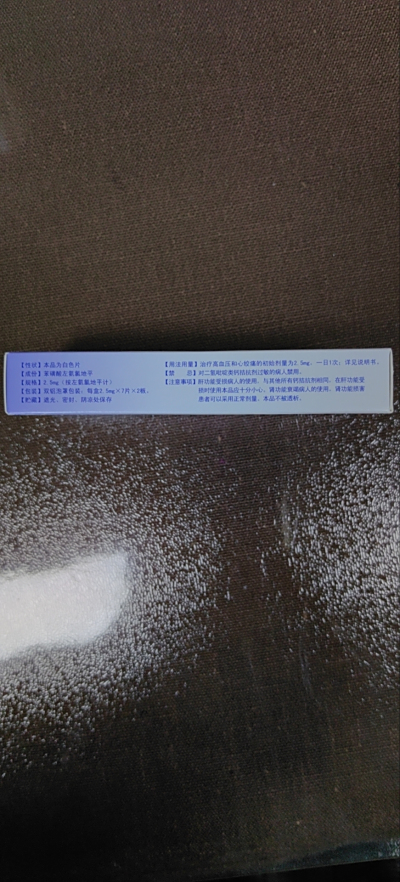 【性状】本品为白色片
【成份】苯磺酸左氨氯地平
【规格】2.5mg（按左氨氯地平计）
【包装】双铝泡罩包装；每盒2.5mg×7片×2板。
【贮藏】遮光，密封，阴凉处保存
【用法用量】治疗高血压和心绞痛的初始剂量为2.5mg，一日1次；详见说明书。
【禁 忌】对二氢吡啶类钙拮抗剂过敏的病人禁用。
【注意事项】肝功能受损病人的使用，与其他所有钙拮抗剂相同，在肝功能受
损时使用本品应十分小心。肾功能衰竭病人的使用，肾功能损害
患者可以采用正常剂量。本品不被透析。